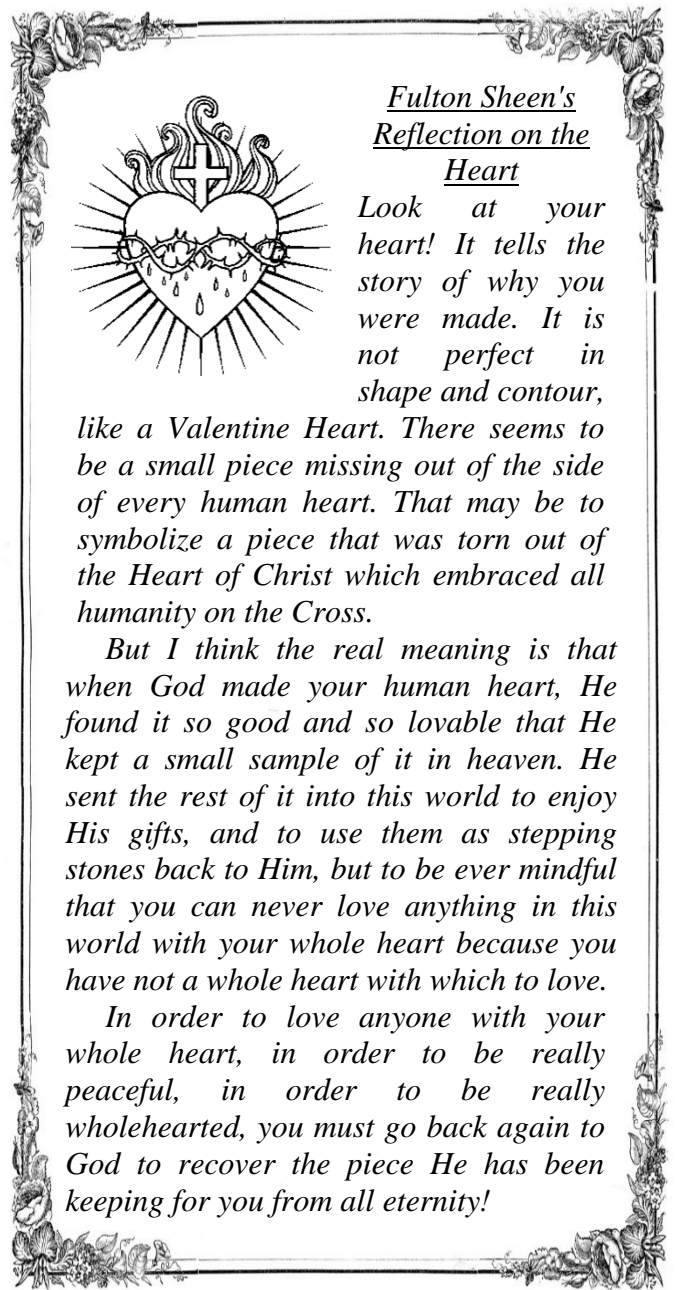 Fulton Sheen's
Reflection on the
Heart
Look at your
heart! It tells the
story of why you
were made. It is
not perfect in
shape and contour,
like a Valentine Heart. There seems to
be a small piece missing out of the side
of every human heart. That may be to
symbolize a piece that was torn out of
the Heart of Christ which embraced all
humanity on the Cross.
But I think the real meaning is that
when God made your human heart, He
found it so good and so lovable that He
kept a small sample of it in heaven. He
sent the rest of it into this world to enjoy
His gifts, and to use them as stepping
stones back to Him, but to be ever mindful
that you can never love anything in this
world with your whole heart because you
have not a whole heart with which to love.
In order to love anyone with your
whole heart, in order to be really
peaceful, in order to be really
wholehearted, you must go back again to
God to recover the piece He has been
keeping for you from all eternity!